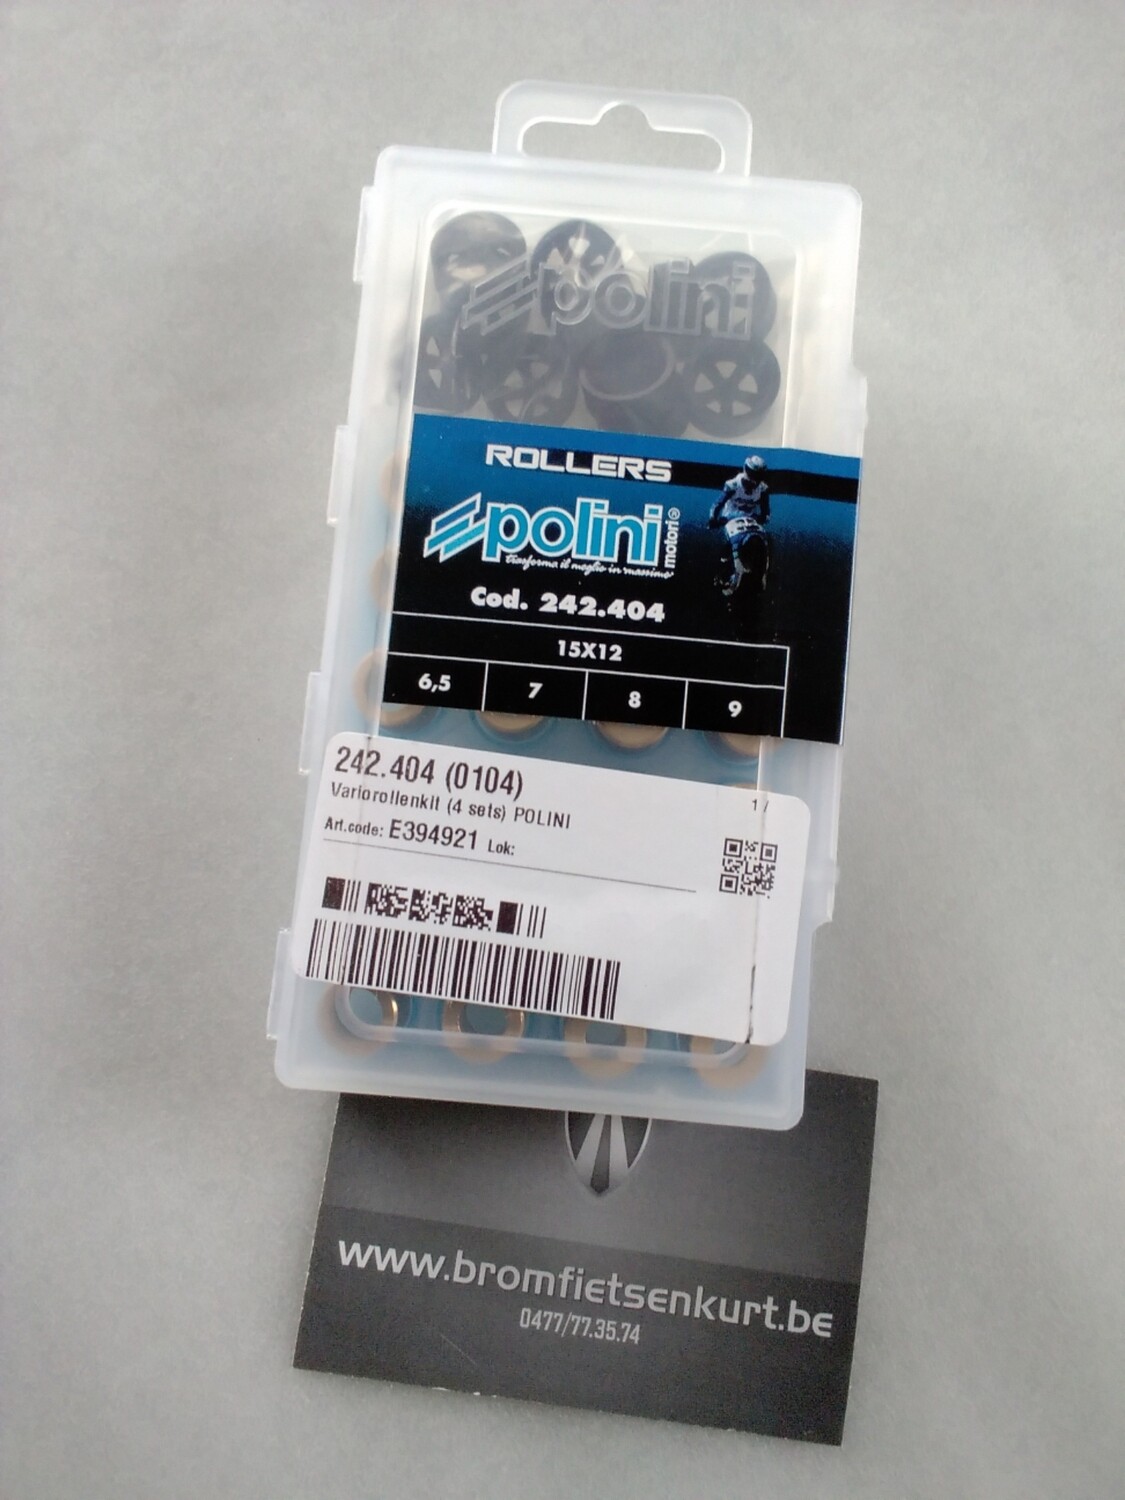 polini
ROLLERS
polini motori®
trasforma il meglio in massimo
Cod. 242.404
15X12
6,5 7 8 9
242.404 (0104)
Variorollenkit (4 sets) POLINI
1 /
Art.code: E394921 Lok:
www.bromfietsenkurt.be
0477/77.35.74